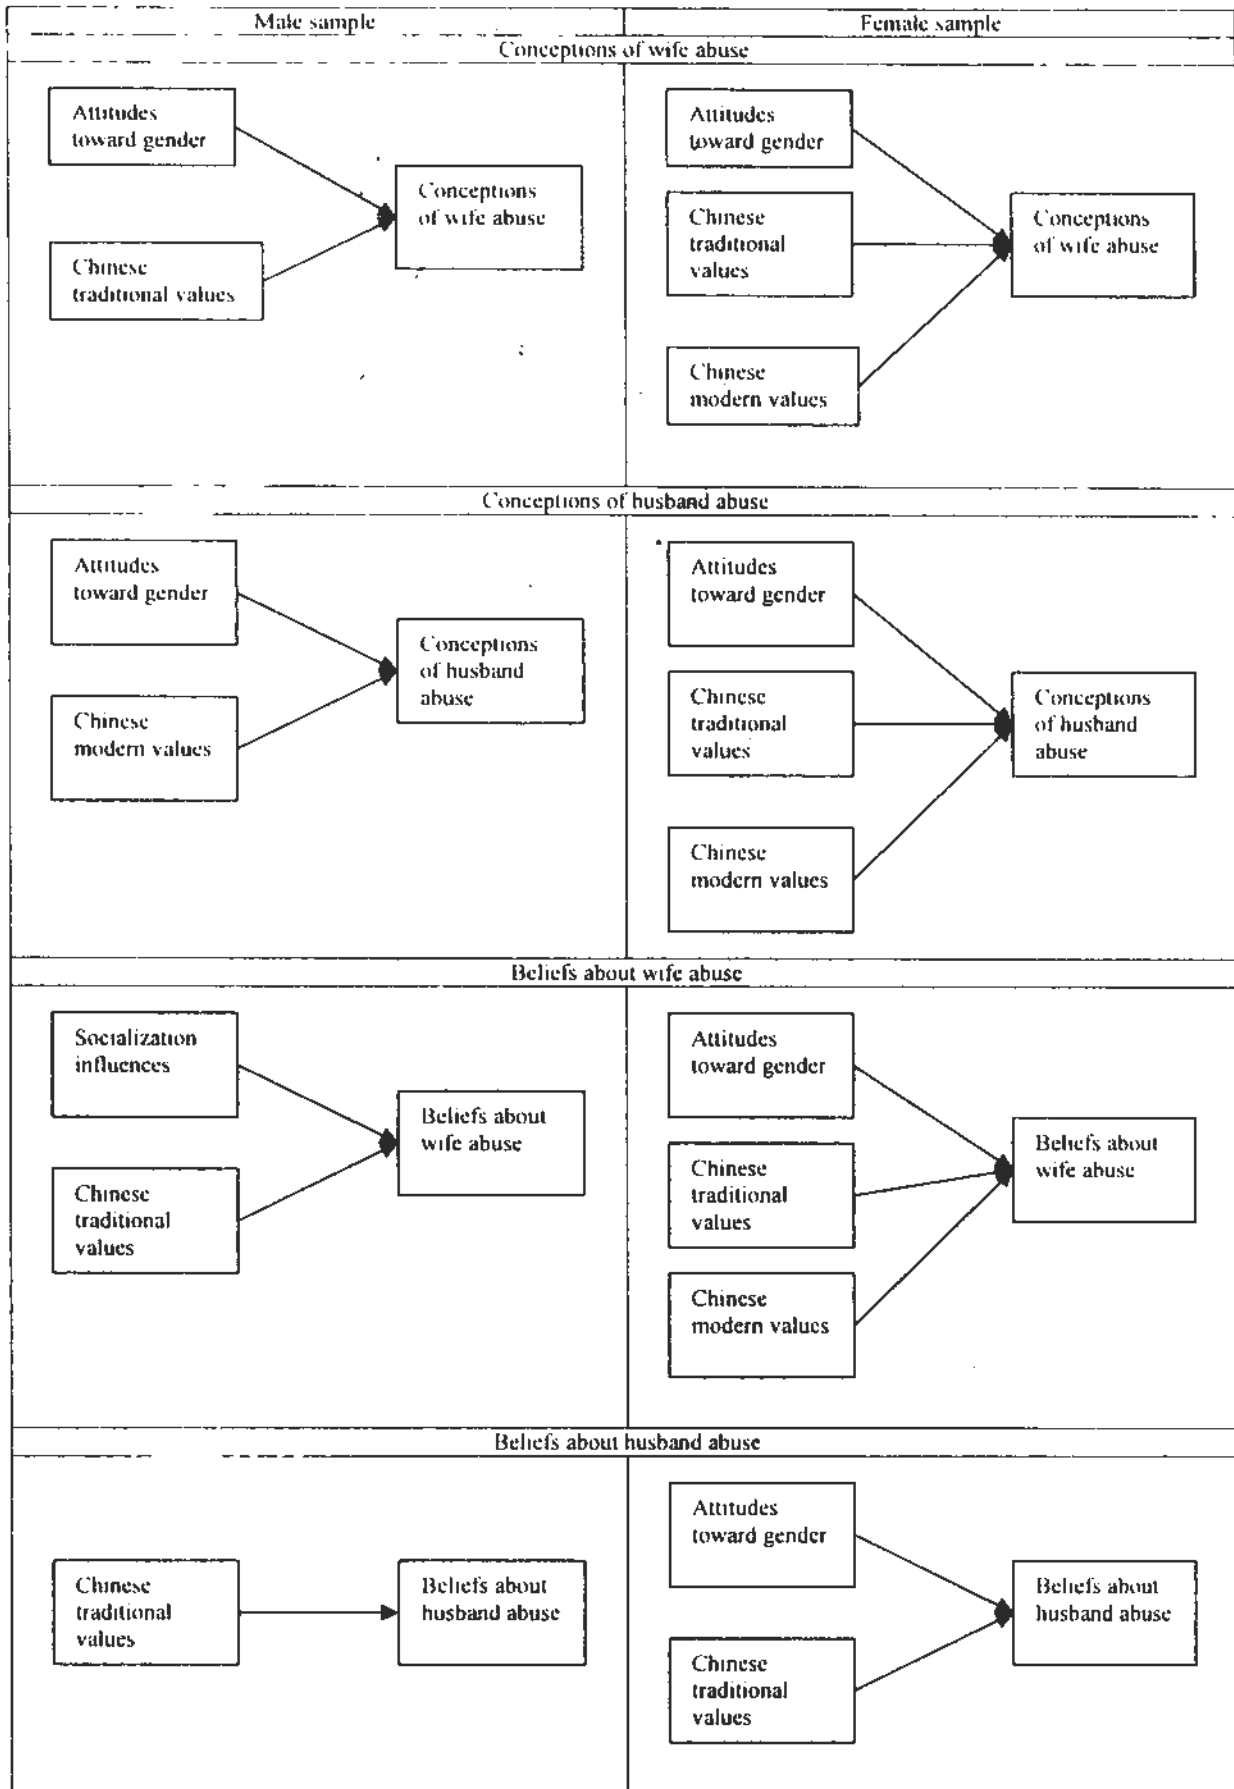 Male sample
Female sample
Conceptions of wife abuse
Attitudes
toward gender
Chinese
traditional values
Conceptions
of wife abuse
Attitudes
toward gender
Chinese
traditional
values
Chinese
modern values
Conceptions
of wife abuse
Conceptions of husband abuse
Attitudes
toward gender
Chinese
modern values
Conceptions
of husband
abuse
Attitudes
toward gender
Chinese
traditional
values
Chinese
modern values
Conceptions
of husband
abuse
Beliefs about wife abuse
Socialization
influences
Chinese
traditional
values
Beliefs about
wife abuse
Attitudes
toward gender
Chinese
traditional
values
Chinese
modern values
Beliefs about
wife abuse
Beliefs about husband abuse
Chinese
traditional
values
Beliefs about
husband abuse
Attitudes
toward gender
Chinese
traditional
values
Beliefs about
husband abuse